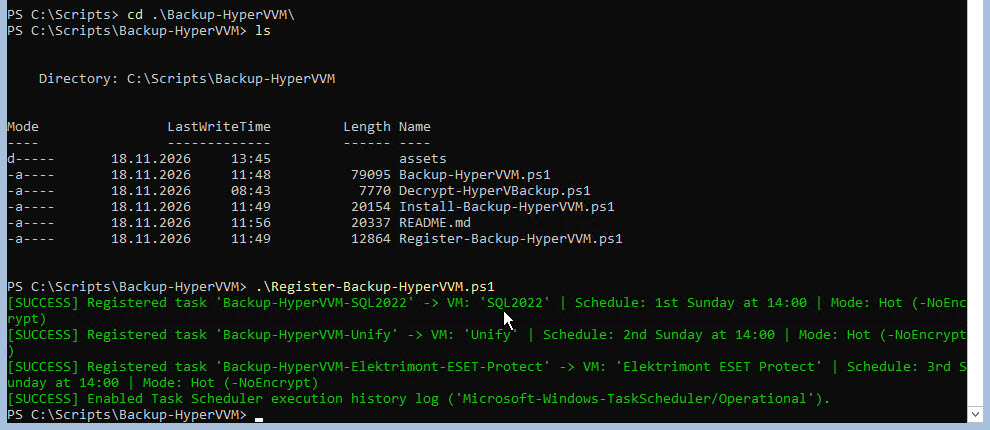 PS C:\Scripts> cd .\Backup-HyperVVM\
PS C:\Scripts\Backup-HyperVVM> ls
    Directory: C:\Scripts\Backup-HyperVVM
Mode                LastWriteTime         Length Name
----                -------------         ------ ----
d-----       18.11.2026     13:45                assets
-a----       18.11.2026     11:48          79095 Backup-HyperVVM.ps1
-a----       18.11.2026     08:43           7770 Decrypt-HyperVBackup.ps1
-a----       18.11.2026     11:49          20154 Install-Backup-HyperVVM.ps1
-a----       18.11.2026     11:56          20337 README.md
-a----       18.11.2026     11:49          12864 Register-Backup-HyperVVM.ps1
PS C:\Scripts\Backup-HyperVVM> .\Register-Backup-HyperVVM.ps1
[SUCCESS] Registered task 'Backup-HyperVVM-SQL2022' -> VM: 'SQL2022' | Schedule: 1st Sunday at 14:00 | Mode: Hot (-NoEnc
rypt)
[SUCCESS] Registered task 'Backup-HyperVVM-Unify' -> VM: 'Unify' | Schedule: 2nd Sunday at 14:00 | Mode: Hot (-NoEncrypt
)
[SUCCESS] Registered task 'Backup-HyperVVM-Elektrimont-ESET-Protect' -> VM: 'Elektrimont ESET Protect' | Schedule: 3rd S
unday at 14:00 | Mode: Hot (-NoEncrypt)
[SUCCESS] Enabled Task Scheduler execution history log ('Microsoft-Windows-TaskScheduler/Operational').
PS C:\Scripts\Backup-HyperVVM>